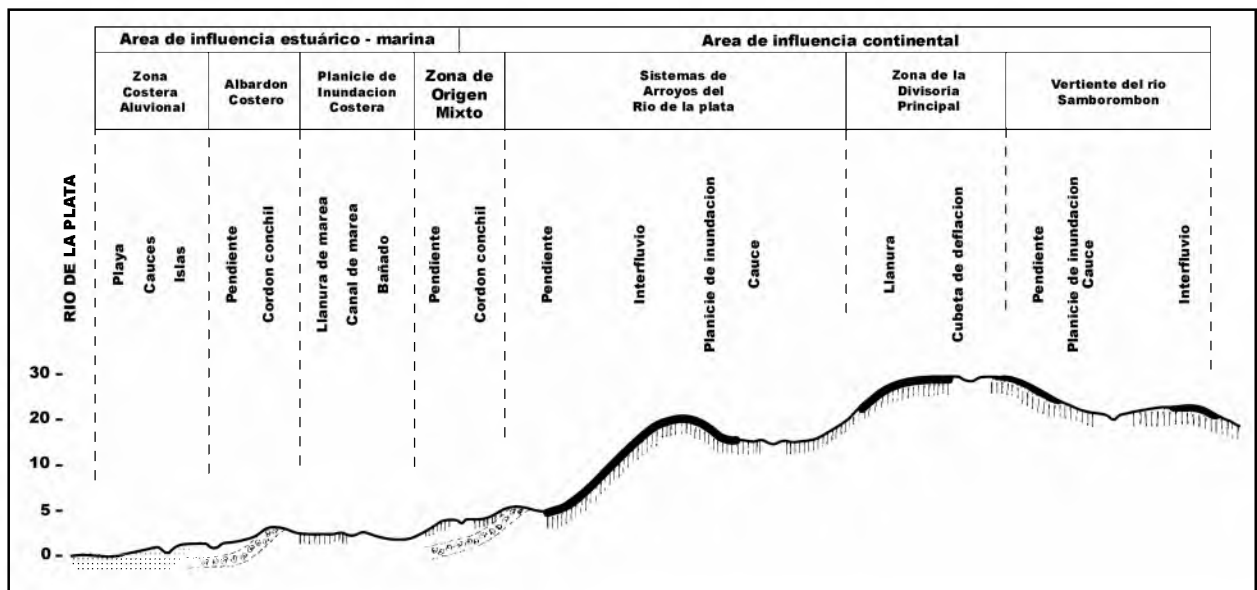 Area de influencia estuárico - marina
Area de influencia continental
Zona
Costera
Aluvional
Albardon
Costero
Planicie de
Inundacion
Costera
Zona de
Origen
Mixto
Sistemas de
Arroyos del
Rio de la plata
Zona de la
Divisoria
Principal
Vertiente del río
Samborombon
RIO DE LA PLATA
Playa
Cauces
Islas
Pendiente
Cordon conchil
Llanura de marea
Canal de marea
Bañado
Pendiente
Cordon conchil
Pendiente
Interfluvio
Planicie de inundacion
Cauce
Llanura
Cubeta de deflacion
Pendiente
Planicie de inundacion
Cauce
Interfluvio
30 -
20 -
10 -
5 -
0 -